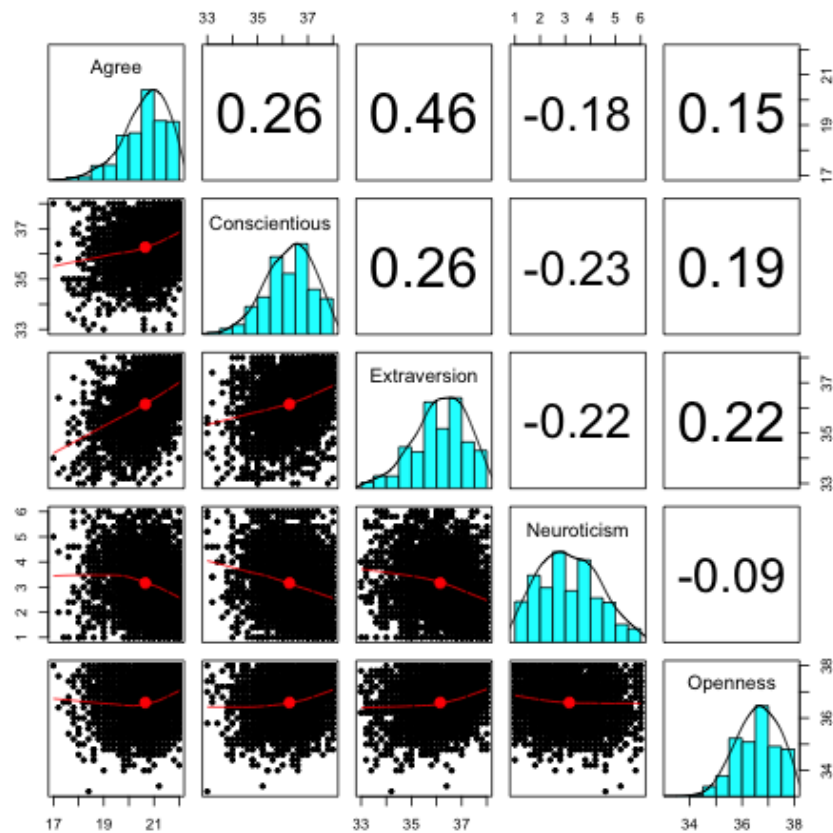 33 35 37 1 2 3 4 5 6
Agree
0.26 0.46 -0.18 0.15
17 19 21
33 35 37
Conscientious
0.26 -0.23 0.19
Extraversion
-0.22 0.22
33 35 37
1 2 3 4 5 6
Neuroticism
-0.09
Openness
34 36 38
17 19 21 33 35 37 34 36 38